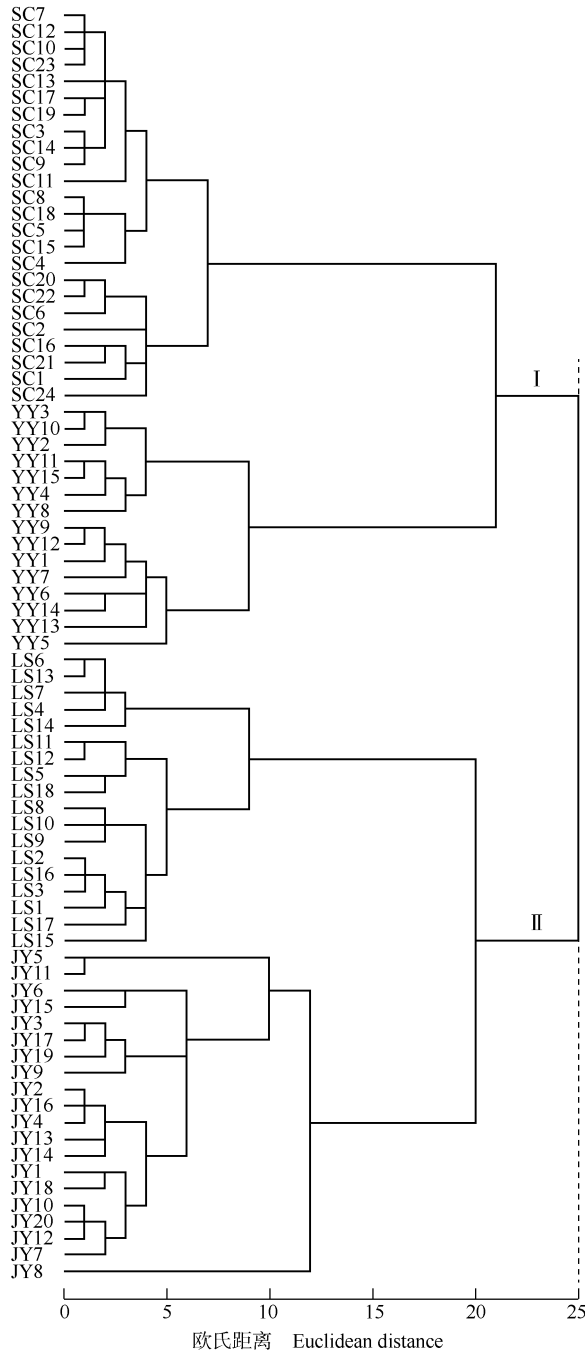 SC7
SC12
SC10
SC23
SC13
SC17
SC19
SC3
SC14
SC9
SC11
SC8
SC18
SC5
SC15
SC4
SC20
SC22
SC6
SC2
SC16
SC21
SC1
SC24
Ⅰ
YY3
YY10
YY2
YY11
YY15
YY4
YY8
YY9
YY12
YY1
YY7
YY6
YY14
YY13
YY5
LS6
LS13
LS7
LS4
LS14
LS11
LS12
LS5
LS18
LS8
LS10
LS9
LS2
LS16
LS3
LS1
LS17
LS15
Ⅱ
JY5
JY11
JY6
JY15
JY3
JY17
JY19
JY9
JY2
JY16
JY4
JY13
JY14
JY1
JY18
JY10
JY20
JY12
JY7
JY8
0 5 10 15 20 25
欧氏距离 Euclidean distance